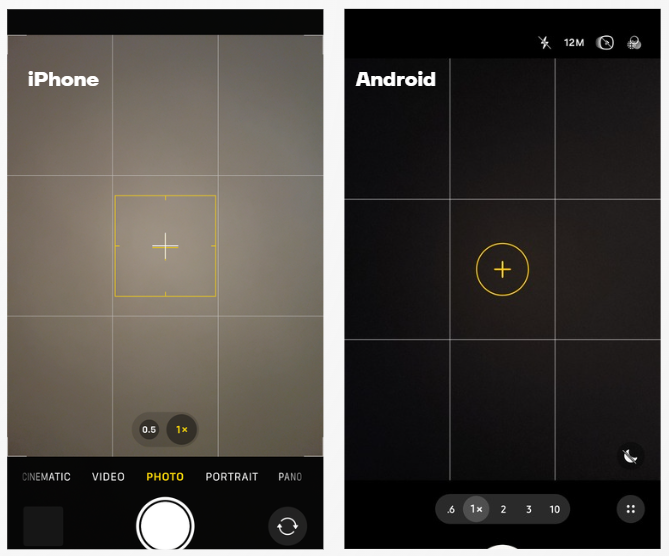 iPhone
0.5 1×
CINEMATIC VIDEO PHOTO PORTRAIT PANO
12M
Android
.6 1× 2 3 10